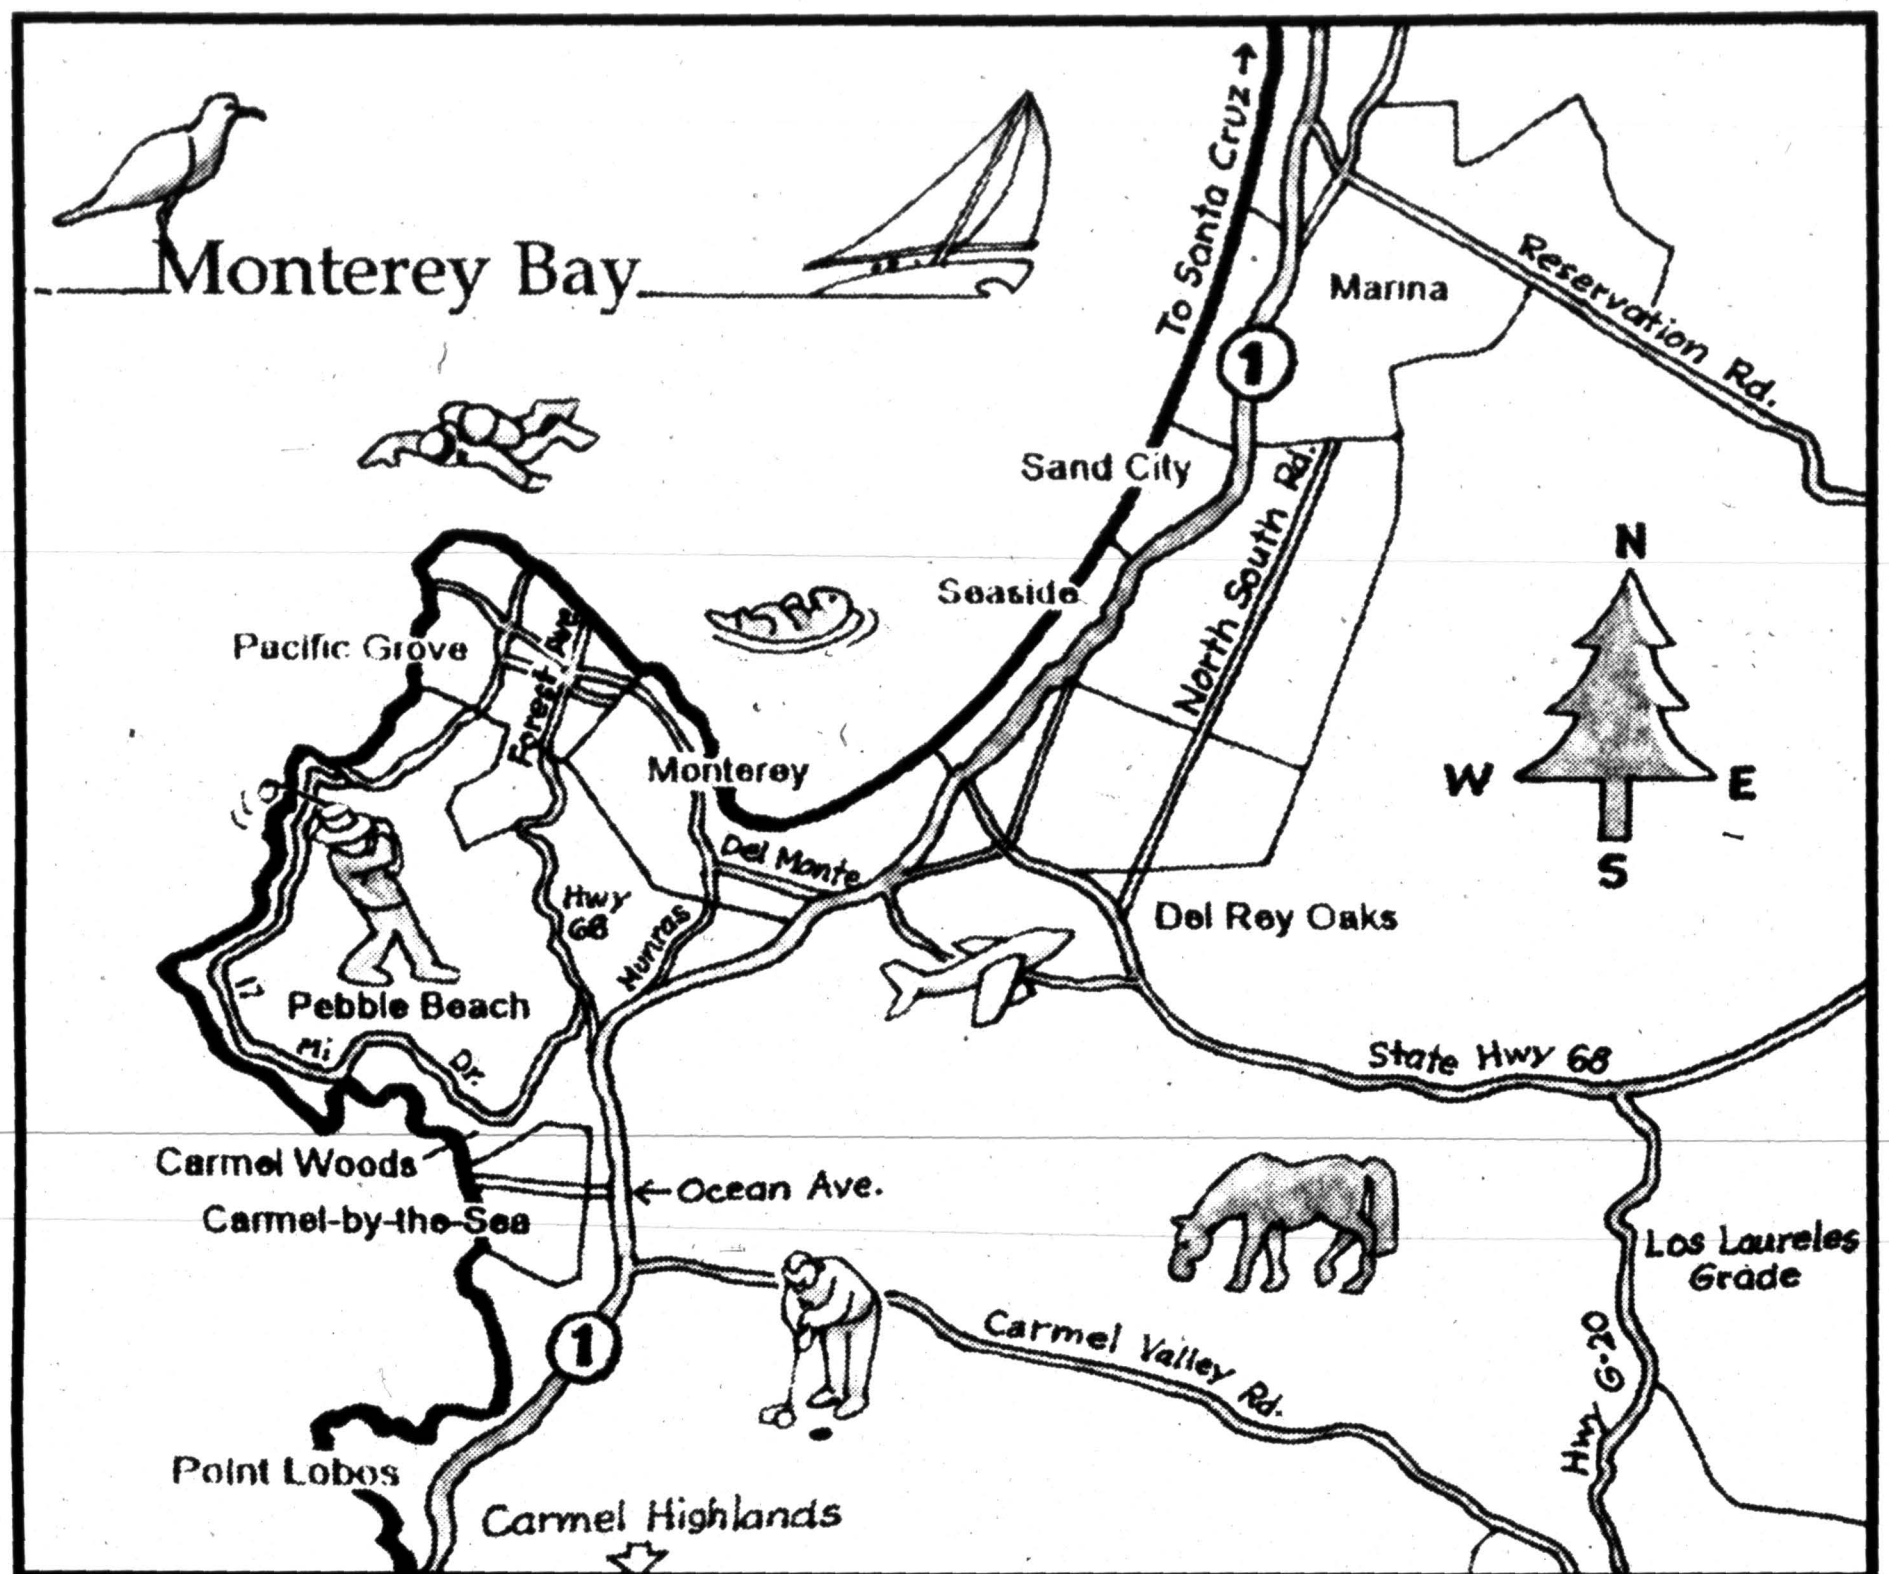 To Santa Cruz
Monterey Bay
Marina
Reservation Rd.
1
Sand City
North South Rd.
Seaside
N
W
E
S
Pacific Grove
Forest Ave
Monterey
Del Monte
Hwy
68
Munras
Del Rey Oaks
17
Mi
Dr.
Pebble Beach
State Hwy 68
Carmel Woods
Ocean Ave.
Carmel-by-the-Sea
Los Laureles
Grade
1
Carmel Valley Rd.
Hwy G-20
Point Lobos
Carmel Highlands